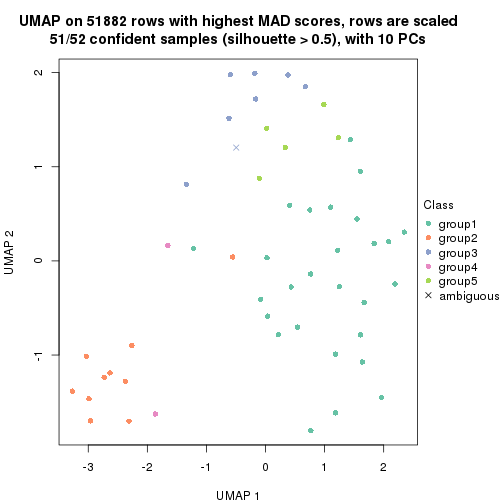 UMAP on 51882 rows with highest MAD scores, rows are scaled
51/52 confident samples (silhouette > 0.5), with 10 PCs
2
1
0
-1
UMAP 2
-3
-2
-1
0
1
2
UMAP 1
Class
group1
group2
group3
group4
group5
ambiguous